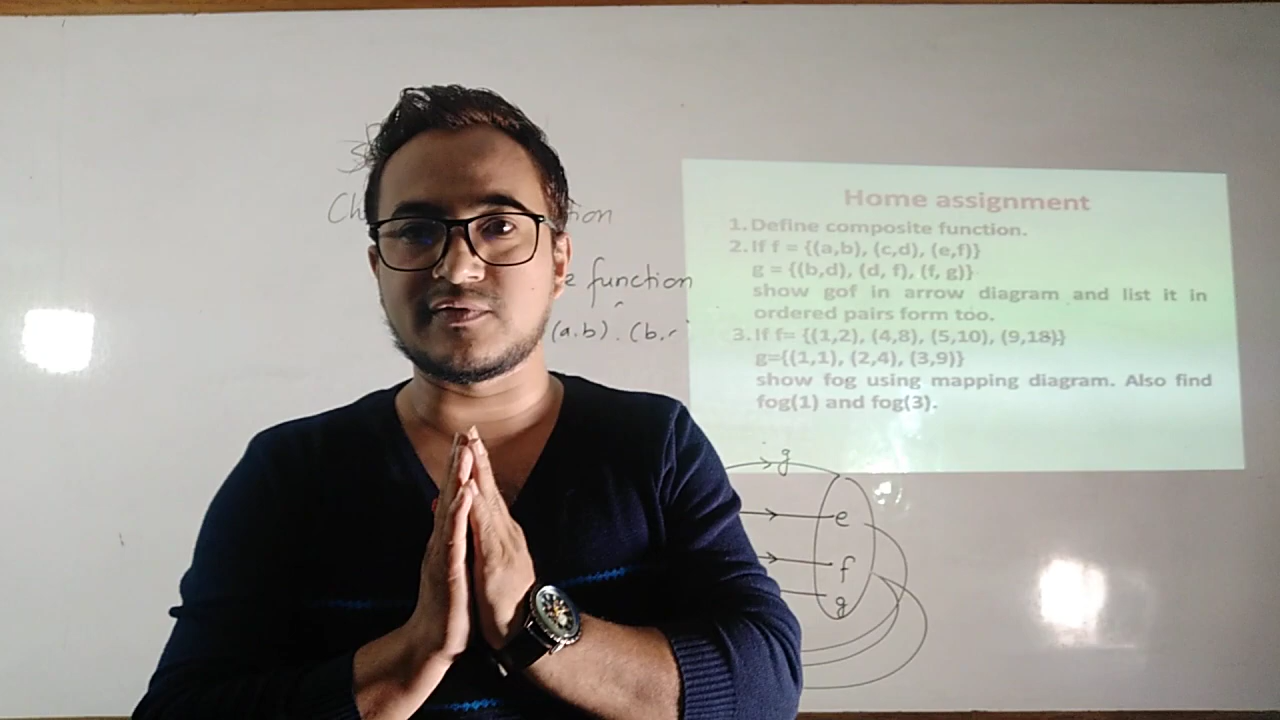 tion
e function
(a.b). (b,
Home assignment
1. Define composite function.
2. If f = {(a,b), (c,d), (e,f)}
g = {(b,d), (d, f), (f, g)}
show gof in arrow diagram and list it in
ordered pairs form too.
3. If f= {(1,2), (4,8), (5,10), (9,18)}
g={(1,1), (2,4), (3,9)}
show fog using mapping diagram. Also find
fog(1) and fog(3).
g
e
f
g